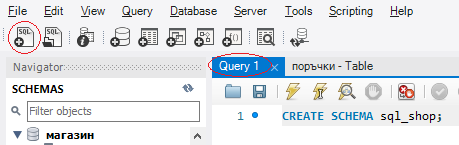 File Edit View Query Database Server Tools Scripting Help
SQL SQL
Navigator
Query 1 поръчки - Table
SCHEMAS
Filter objects
1 CREATE SCHEMA sql_shop;
магазин